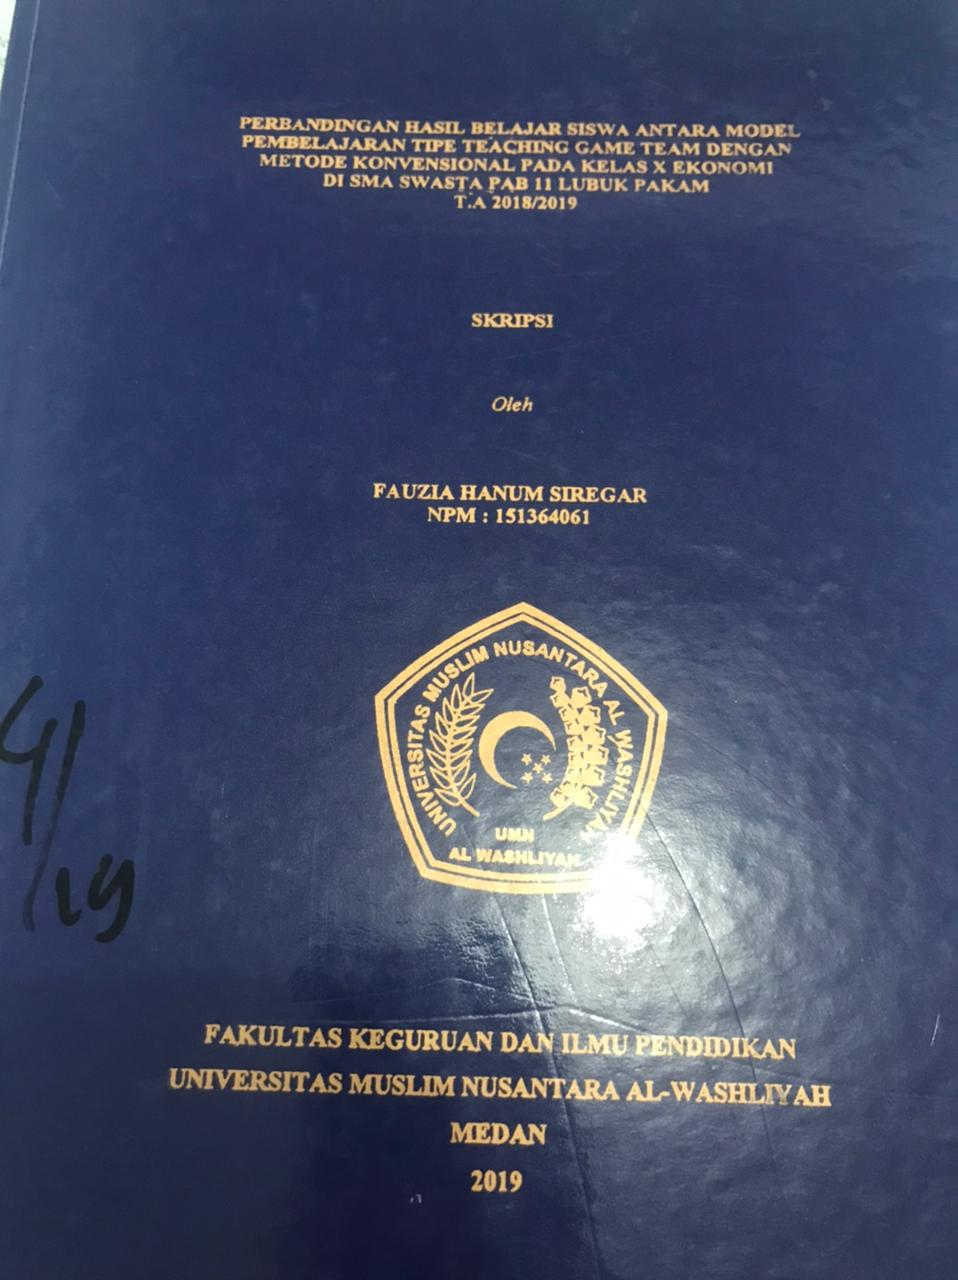 PERBANDINGAN HASIL BELAJAR SISWA ANTARA MODEL
PEMBELAJARAN TIPE TEACHING GAME TEAM DENGAN
METODE KONVENSIONAL PADA KELAS X EKONOMI
DI SMA SWASTA PAB 11 LUBUK PAKAM
T.A 2018/2019
SKRIPSI
Oleh
FAUZIA HANUM SIREGAR
NPM : 151364061
UNIVERSITAS MUSLIM NUSANTARA AL WASHLIYAH
UMN
AL WASHLIYAH
4/19
FAKULTAS KEGURUAN DAN ILMU PENDIDIKAN
UNIVERSITAS MUSLIM NUSANTARA AL-WASHLIYAH
MEDAN
2019